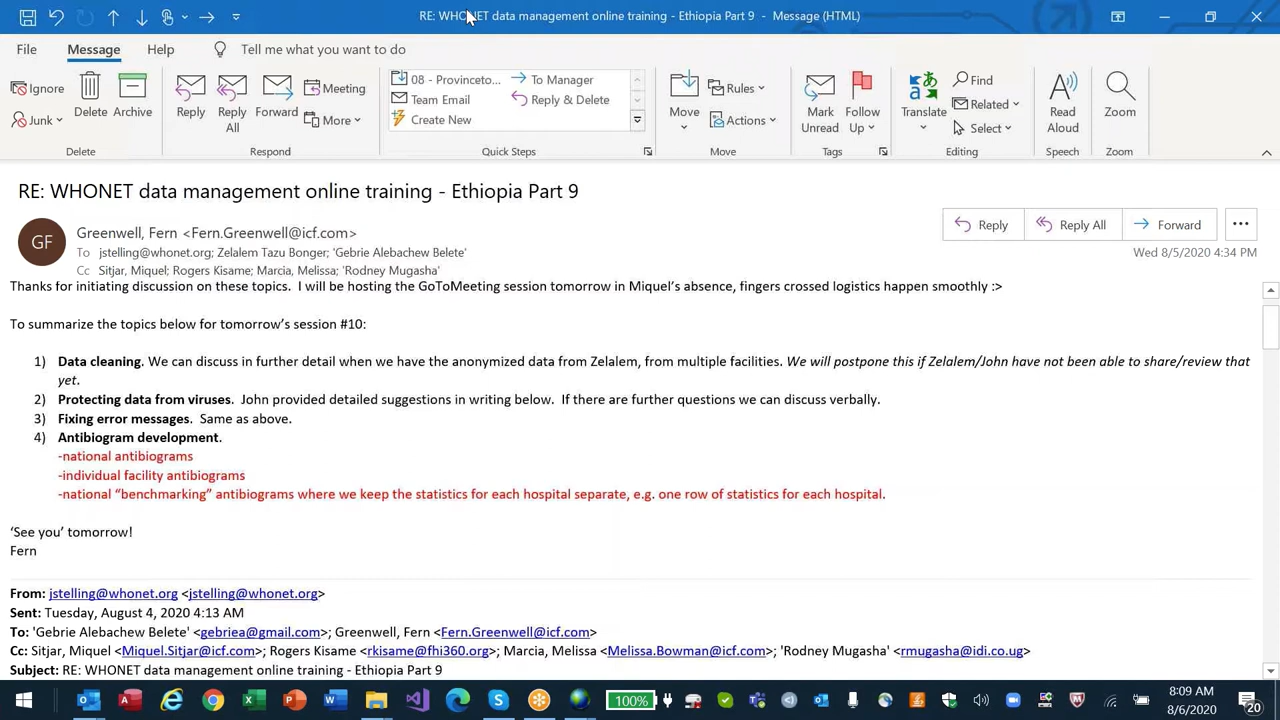 RE: WHONET data management online training - Ethiopia Part 9 - Message (HTML)
File Message Help Tell me what you want to do
Ignore
Junk
Delete
Archive
Delete
Reply
Reply All
Forward
Meeting
More
Respond
08 - Provinceto...
To Manager
Team Email
Reply & Delete
Create New
Quick Steps
Move
Rules
Actions
Move
Mark Unread
Follow Up
Tags
Translate
Find
Related
Select
Editing
Read Aloud
Speech
Zoom
Zoom
RE: WHONET data management online training - Ethiopia Part 9
GF
Greenwell, Fern <Fern.Greenwell@icf.com>
To jstelling@whonet.org; Zelalem Tazu Bonger; 'Gebrie Alebachew Belete'
Cc Sitjar, Miquel; Rogers Kisame; Marcia, Melissa; 'Rodney Mugasha'
Reply
Reply All
Forward
Wed 8/5/2020 4:34 PM
Thanks for initiating discussion on these topics. I will be hosting the GoToMeeting session tomorrow in Miquel's absence, fingers crossed logistics happen smoothly :>
To summarize the topics below for tomorrow's session #10:
1) Data cleaning. We can discuss in further detail when we have the anonymized data from Zelalem, from multiple facilities. We will postpone this if Zelalem/John have not been able to share/review that
yet.
2) Protecting data from viruses. John provided detailed suggestions in writing below. If there are further questions we can discuss verbally.
3) Fixing error messages. Same as above.
4) Antibiogram development.
-national antibiograms
-individual facility antibiograms
-national "benchmarking" antibiograms where we keep the statistics for each hospital separate, e.g. one row of statistics for each hospital.
'See you' tomorrow!
Fern
From: jstelling@whonet.org <jstelling@whonet.org>
Sent: Tuesday, August 4, 2020 4:13 AM
To: 'Gebrie Alebachew Belete' <gebriea@gmail.com>; Greenwell, Fern <Fern.Greenwell@icf.com>
Cc: Sitjar, Miquel <Miquel.Sitjar@icf.com>; Rogers Kisame <rkisame@fhi360.org>; Marcia, Melissa <Melissa.Bowman@icf.com>; 'Rodney Mugasha' <rmugasha@idi.co.ug>
Subject: RE: WHONET data management online training - Ethiopia Part 9
100%
8:09 AM
8/6/2020
20